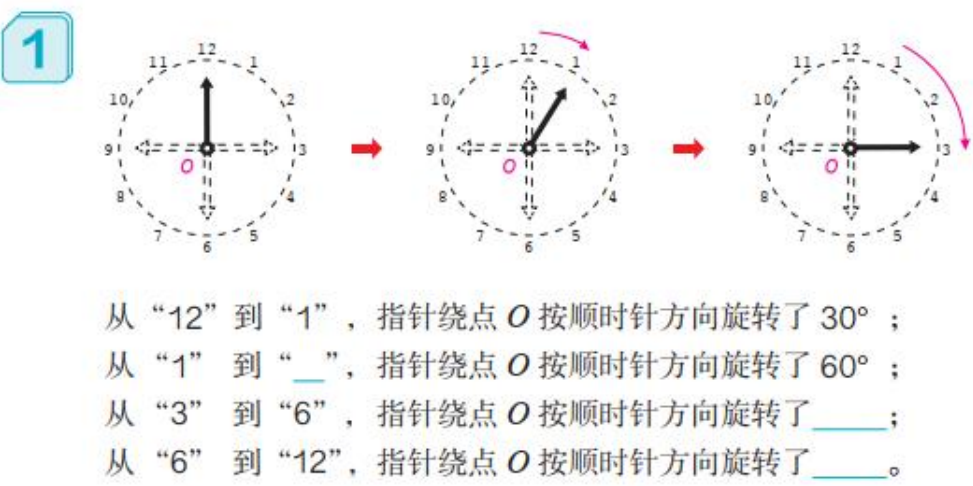 1
12 12 12
11 1 11 1 11 1
10 2 10 2 10 2
9 O 3 9 O 3 9 O 3
8 4 8 4 8 4
7 5 7 5 7 5
6 6 6
从“12”到“1”，指针绕点 O 按顺时针方向旋转了 30°；
从“1”到“__”，指针绕点 O 按顺时针方向旋转了 60°；
从“3”到“6”，指针绕点 O 按顺时针方向旋转了_____；
从“6”到“12”，指针绕点 O 按顺时针方向旋转了_____。